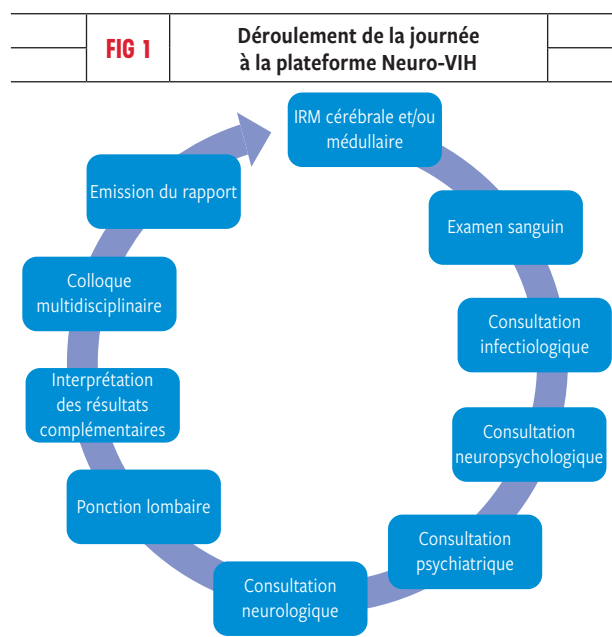 FIG 1
Déroulement de la journée
à la plateforme Neuro-VIH
IRM cérébrale et/ou
médullaire
Examen sanguin
Consultation
infectiologique
Consultation
neuropsychologique
Consultation
psychiatrique
Consultation
neurologique
Ponction lombaire
Interprétation
des résultats
complémentaires
Colloque
multidisciplinaire
Emission du rapport